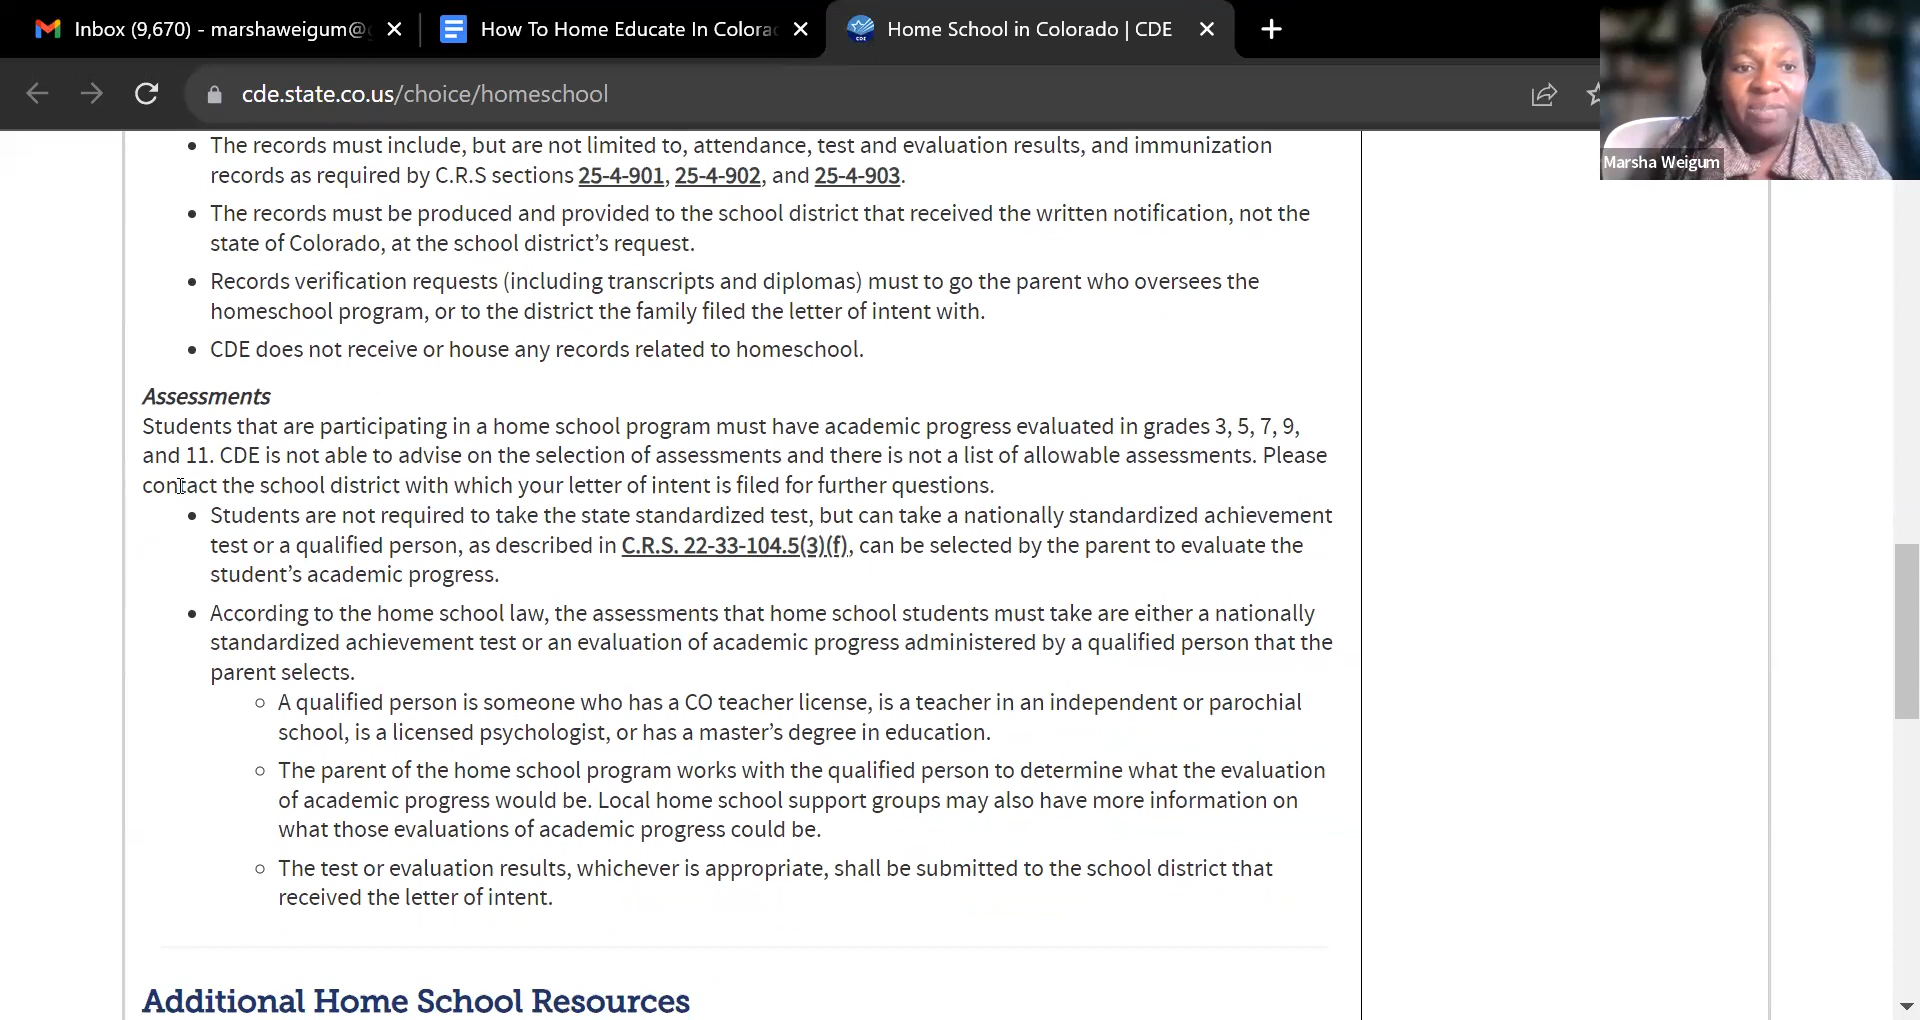 Inbox (9,670) - marshaweigum@
How To Home Educate In Colora
Home School in Colorado | CDE
cde.state.co.us/choice/homeschool
Marsha Weigum
• The records must include, but are not limited to, attendance, test and evaluation results, and immunization
records as required by C.R.S sections 25-4-901, 25-4-902, and 25-4-903.
• The records must be produced and provided to the school district that received the written notification, not the
state of Colorado, at the school district’s request.
• Records verification requests (including transcripts and diplomas) must to go the parent who oversees the
homeschool program, or to the district the family filed the letter of intent with.
• CDE does not receive or house any records related to homeschool.
Assessments
Students that are participating in a home school program must have academic progress evaluated in grades 3, 5, 7, 9,
and 11. CDE is not able to advise on the selection of assessments and there is not a list of allowable assessments. Please
contact the school district with which your letter of intent is filed for further questions.
• Students are not required to take the state standardized test, but can take a nationally standardized achievement
test or a qualified person, as described in C.R.S. 22-33-104.5(3)(f), can be selected by the parent to evaluate the
student’s academic progress.
• According to the home school law, the assessments that home school students must take are either a nationally
standardized achievement test or an evaluation of academic progress administered by a qualified person that the
parent selects.
◦ A qualified person is someone who has a CO teacher license, is a teacher in an independent or parochial
school, is a licensed psychologist, or has a master’s degree in education.
◦ The parent of the home school program works with the qualified person to determine what the evaluation
of academic progress would be. Local home school support groups may also have more information on
what those evaluations of academic progress could be.
◦ The test or evaluation results, whichever is appropriate, shall be submitted to the school district that
received the letter of intent.
Additional Home School Resources